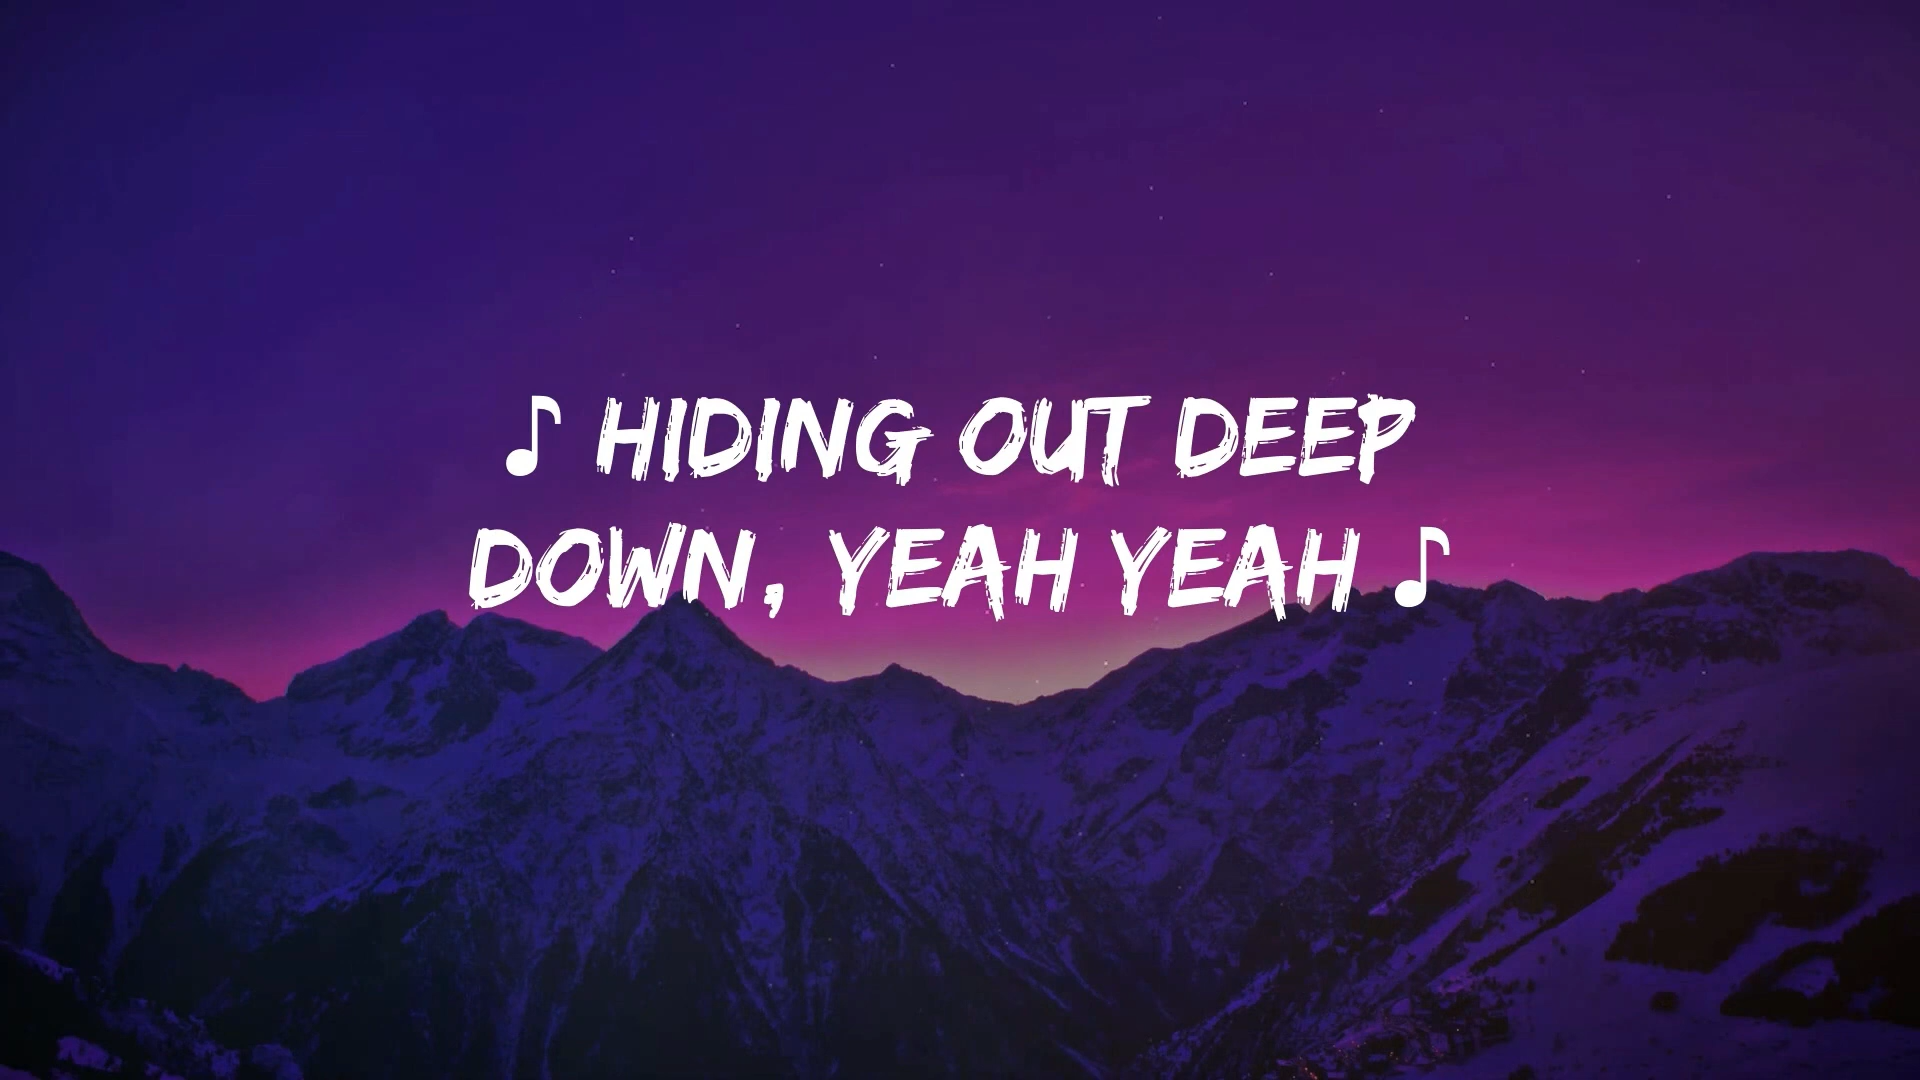 ♪ HIDING OUT DEEP
DOWN, YEAH YEAH ♪